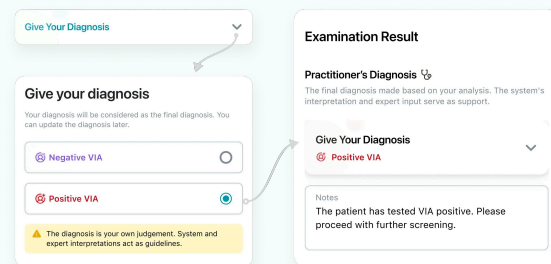 Give Your Diagnosis
Give your diagnosis
Your diagnosis will be considered as the final diagnosis. You
can update the diagnosis later.
Negative VIA
Positive VIA
The diagnosis is your own judgement. System and
expert interpretations act as guidelines.
Examination Result
Practitioner's Diagnosis
The final diagnosis made based on your analysis. The system's
interpretation and expert input serve as support.
Give Your Diagnosis
Positive VIA
Notes
The patient has tested VIA positive. Please
proceed with further screening.